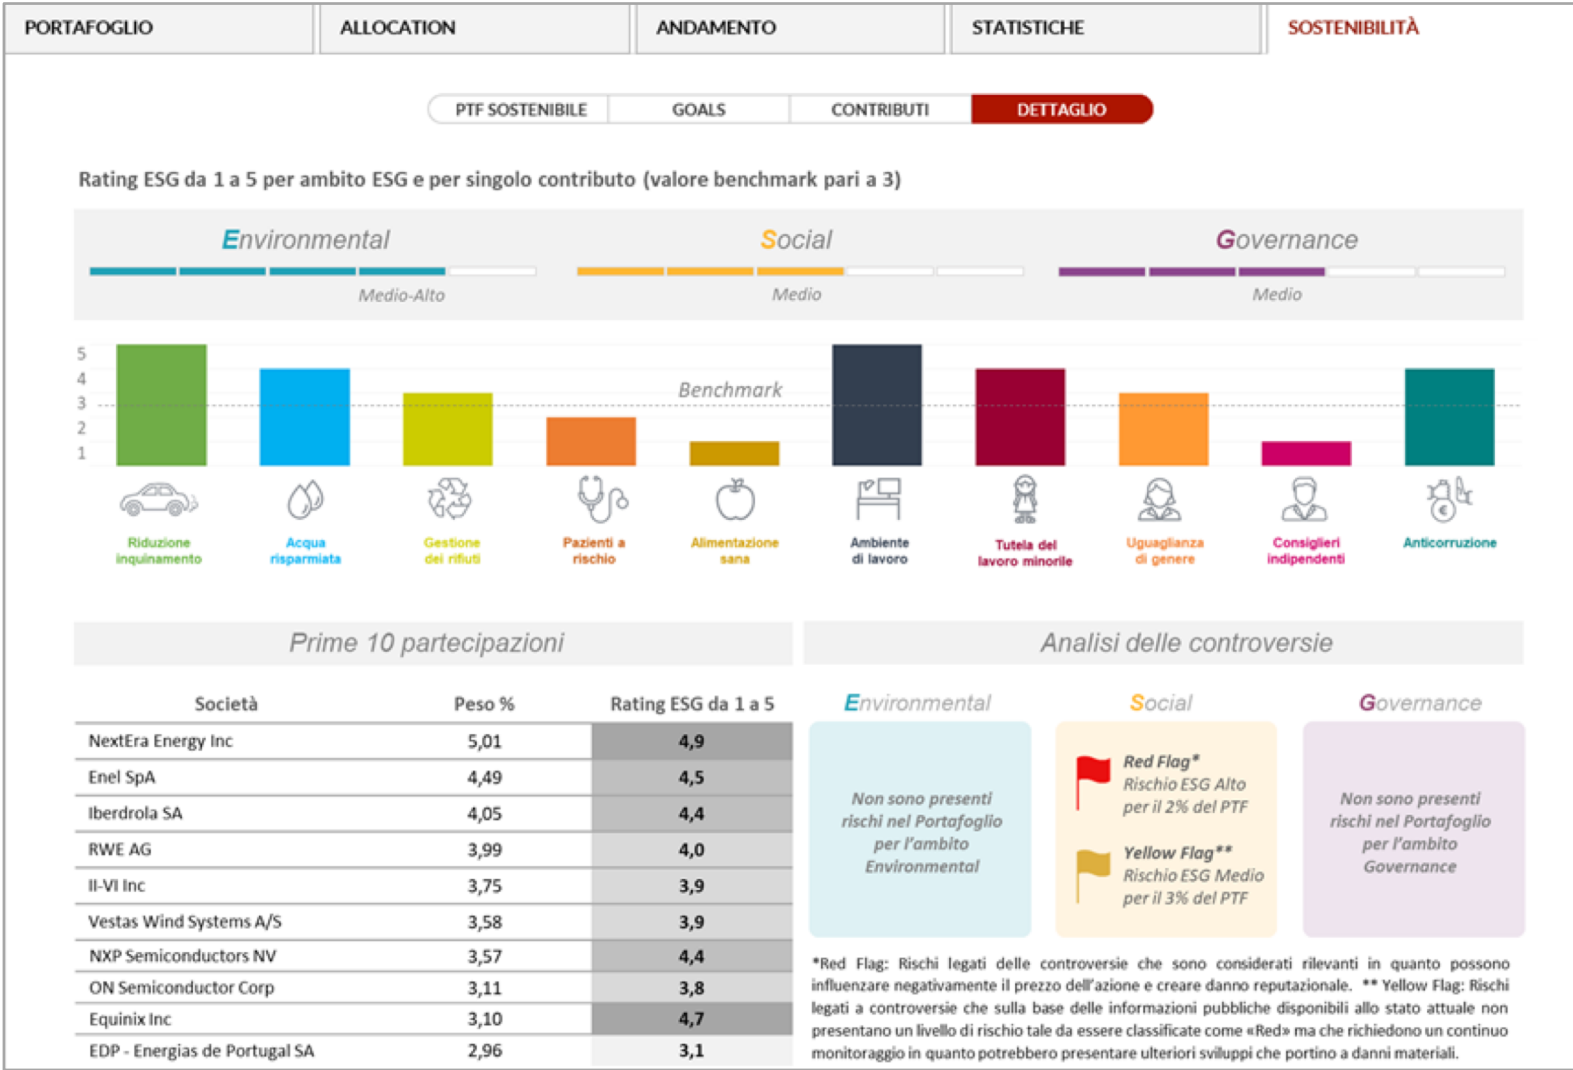 PORTAFOGLIO
ALLOCATION
ANDAMENTO
STATISTICHE
SOSTENIBILITÀ
PTF SOSTENIBILE
GOALS
CONTRIBUTI
DETTAGLIO
Rating ESG da 1 a 5 per ambito ESG e per singolo contributo (valore benchmark pari a 3)
Environmental
Social
Governance
Medio-Alto
Medio
Medio
5
4
3
2
1
Benchmark
Riduzione
inquinamento
Acqua
risparmiata
Gestione
dei rifiuti
Pazienti a
rischio
Alimentazione
sana
Ambiente
di lavoro
Tutela del
lavoro minorile
Uguaglianza
di genere
Consiglieri
indipendenti
Anticorruzione
Prime 10 partecipazioni
Società Peso % Rating ESG da 1 a 5
NextEra Energy Inc 5,01 4,9
Enel SpA 4,49 4,5
Iberdrola SA 4,05 4,4
RWE AG 3,99 4,0
II-VI Inc 3,75 3,9
Vestas Wind Systems A/S 3,58 3,9
NXP Semiconductors NV 3,57 4,4
ON Semiconductor Corp 3,11 3,8
Equinix Inc 3,10 4,7
EDP - Energias de Portugal SA 2,96 3,1
Analisi delle controversie
Environmental
Non sono presenti
rischi nel Portafoglio
per l'ambito
Environmental
Social
Red Flag*
Rischio ESG Alto
per il 2% del PTF
Yellow Flag**
Rischio ESG Medio
per il 3% del PTF
Governance
Non sono presenti
rischi nel Portafoglio
per l'ambito
Governance
*Red Flag: Rischi legati delle controversie che sono considerati rilevanti in quanto possono
influenzare negativamente il prezzo dell'azione e creare danno reputazionale. ** Yellow Flag: Rischi
legati a controversie che sulla base delle informazioni pubbliche disponibili allo stato attuale non
presentano un livello di rischio tale da essere classificate come «Red» ma che richiedono un continuo
monitoraggio in quanto potrebbero presentare ulteriori sviluppi che portino a danni materiali.